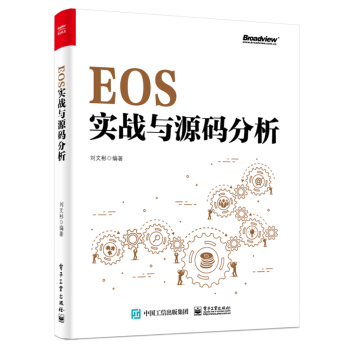 Broadview®
www.broadview.com.cn
EOS
实战与源码分析
刘文彬◎编著
中国工信出版集团
电子工业出版社
EOS实战与源码分析
刘文彬◎编著
电子工业出版社